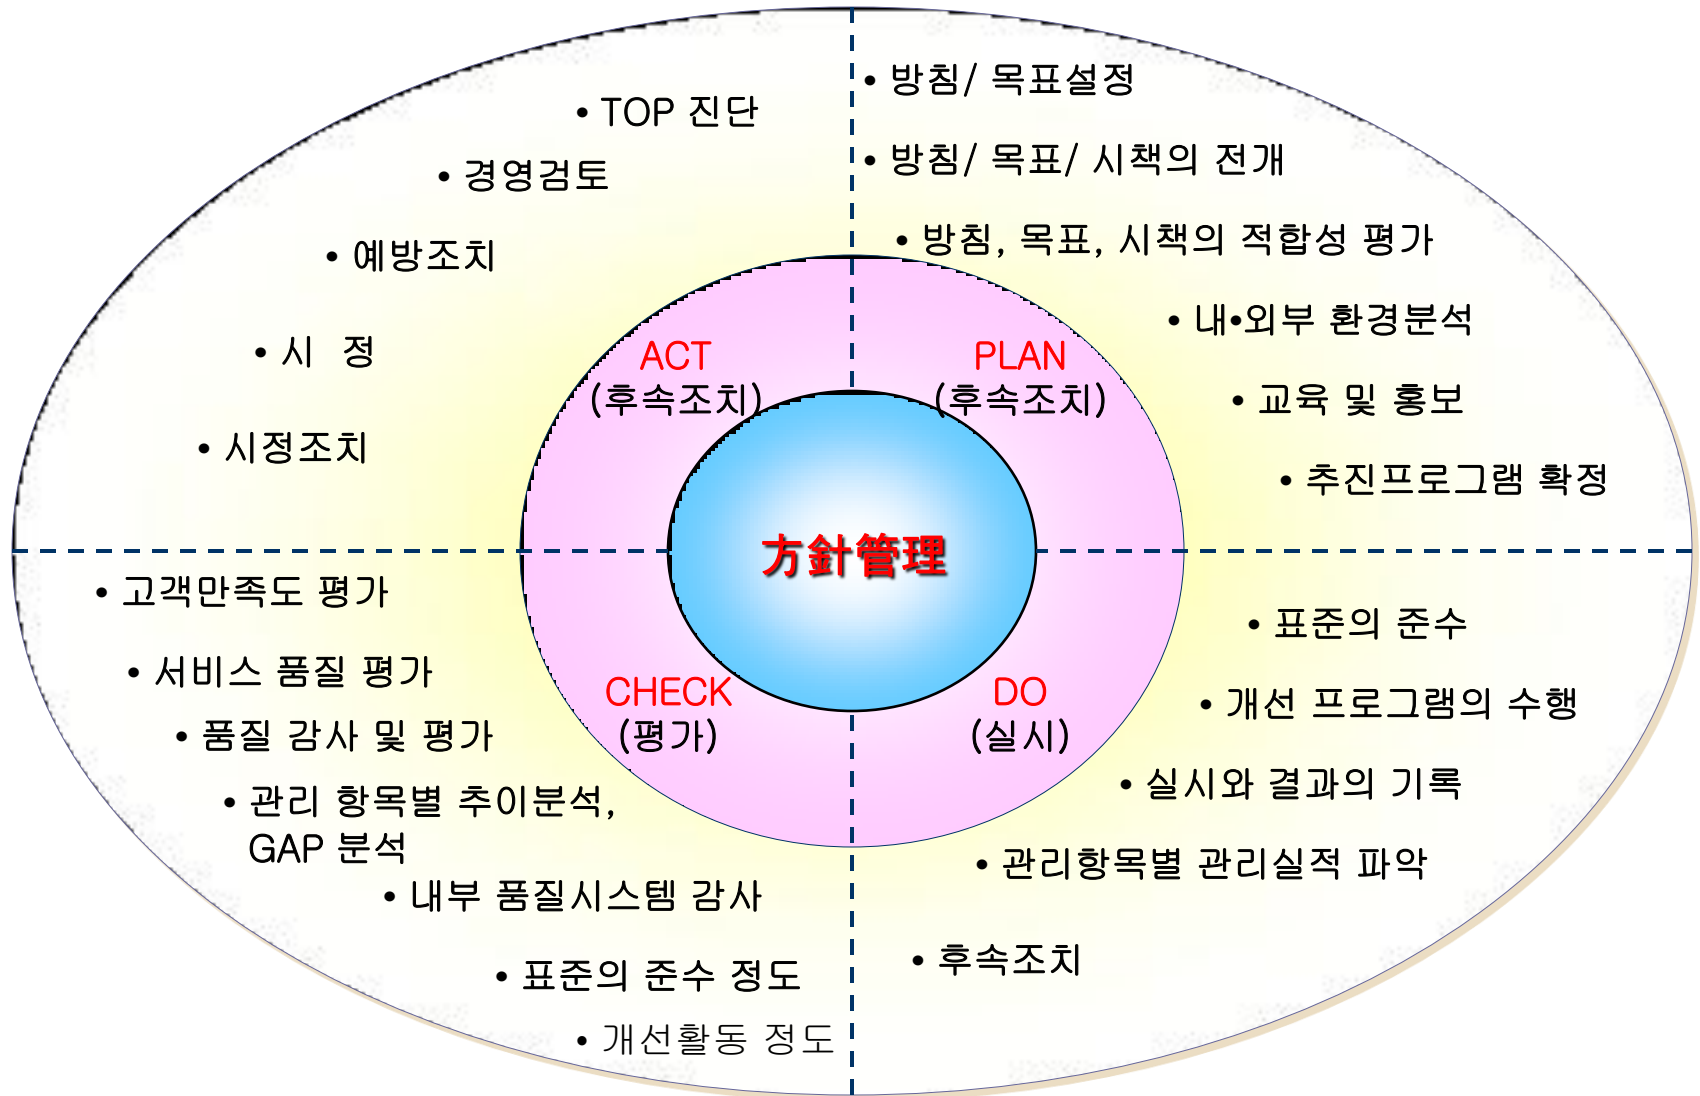 • TOP 진단
• 경영검토
• 예방조치
• 시 정
• 시정조치
• 방침/ 목표설정
• 방침/ 목표/ 시책의 전개
• 방침, 목표, 시책의 적합성 평가
• 내•외부 환경분석
• 교육 및 홍보
• 추진프로그램 확정
ACT
(후속조치)
PLAN
(후속조치)
方針管理
CHECK
(평가)
DO
(실시)
• 고객만족도 평가
• 서비스 품질 평가
• 품질 감사 및 평가
• 관리 항목별 추이분석,
GAP 분석
• 내부 품질시스템 감사
• 표준의 준수 정도
• 개선활동 정도
• 표준의 준수
• 개선 프로그램의 수행
• 실시와 결과의 기록
• 관리항목별 관리실적 파악
• 후속조치